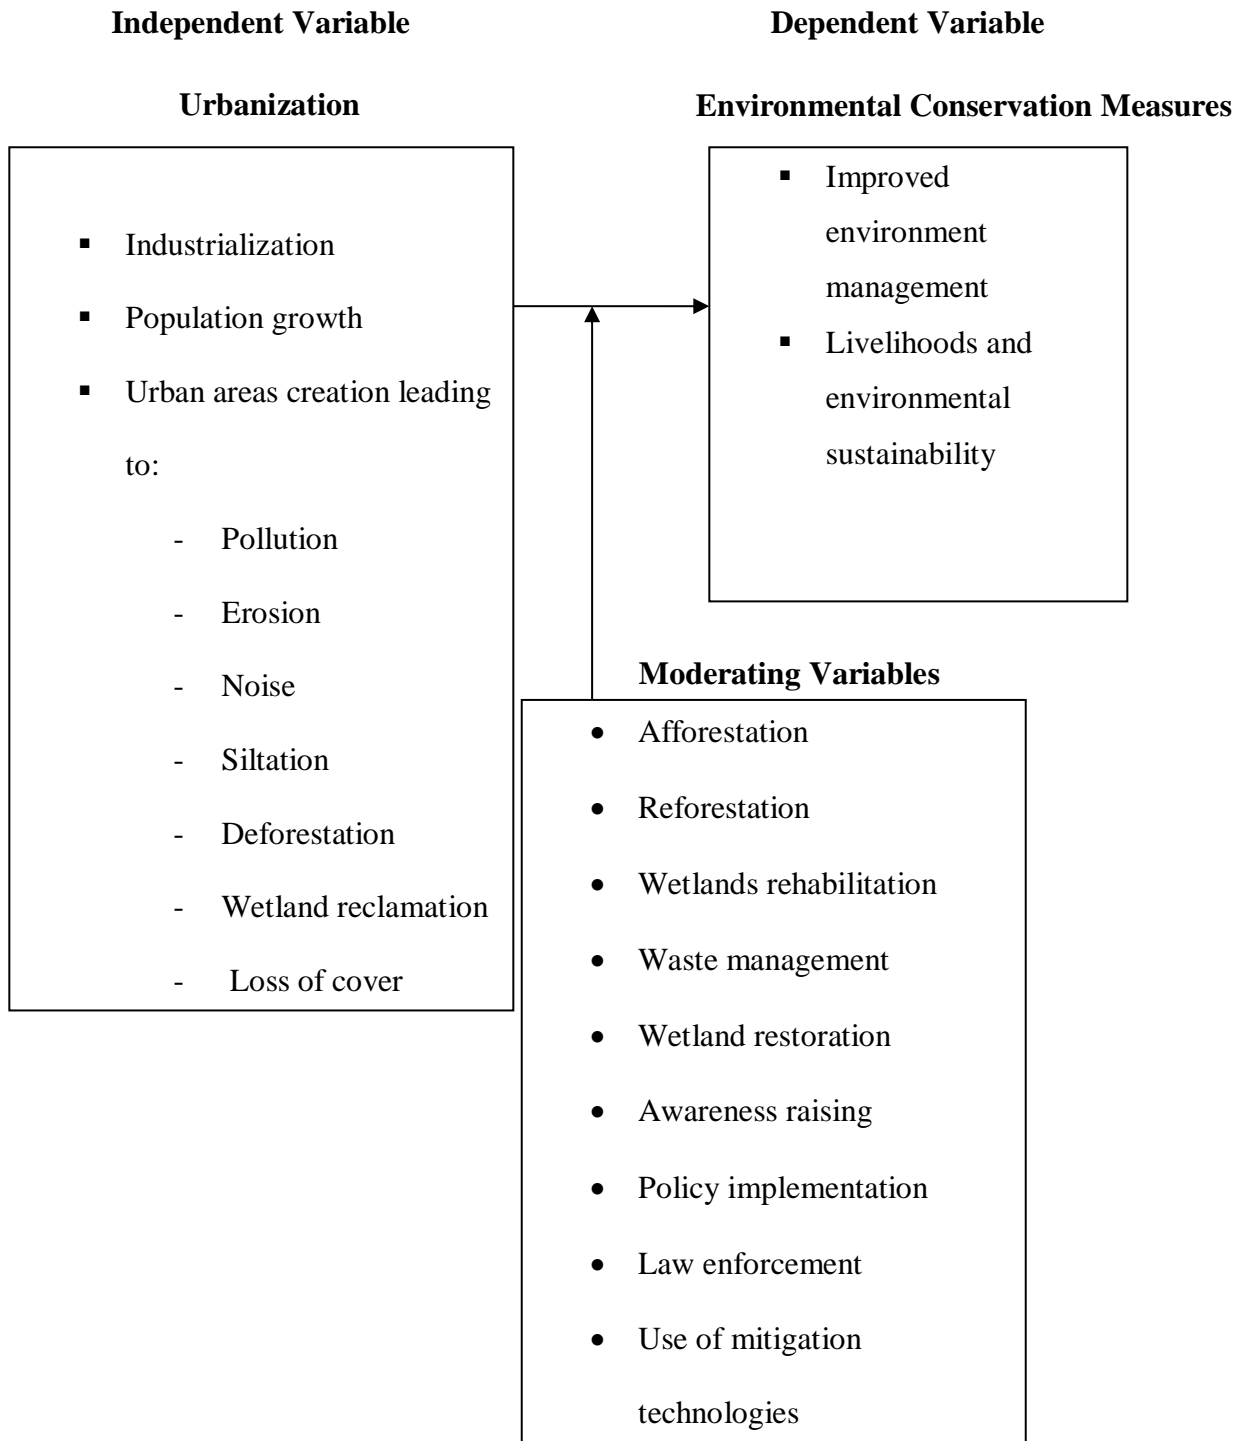 Independent Variable
Dependent Variable
Urbanization
Environmental Conservation Measures
▪ Industrialization
▪ Population growth
▪ Urban areas creation leading
to:
- Pollution
- Erosion
- Noise
- Siltation
- Deforestation
- Wetland reclamation
- Loss of cover
▪ Improved
environment
management
▪ Livelihoods and
environmental
sustainability
Moderating Variables
• Afforestation
• Reforestation
• Wetlands rehabilitation
• Waste management
• Wetland restoration
• Awareness raising
• Policy implementation
• Law enforcement
• Use of mitigation
technologies